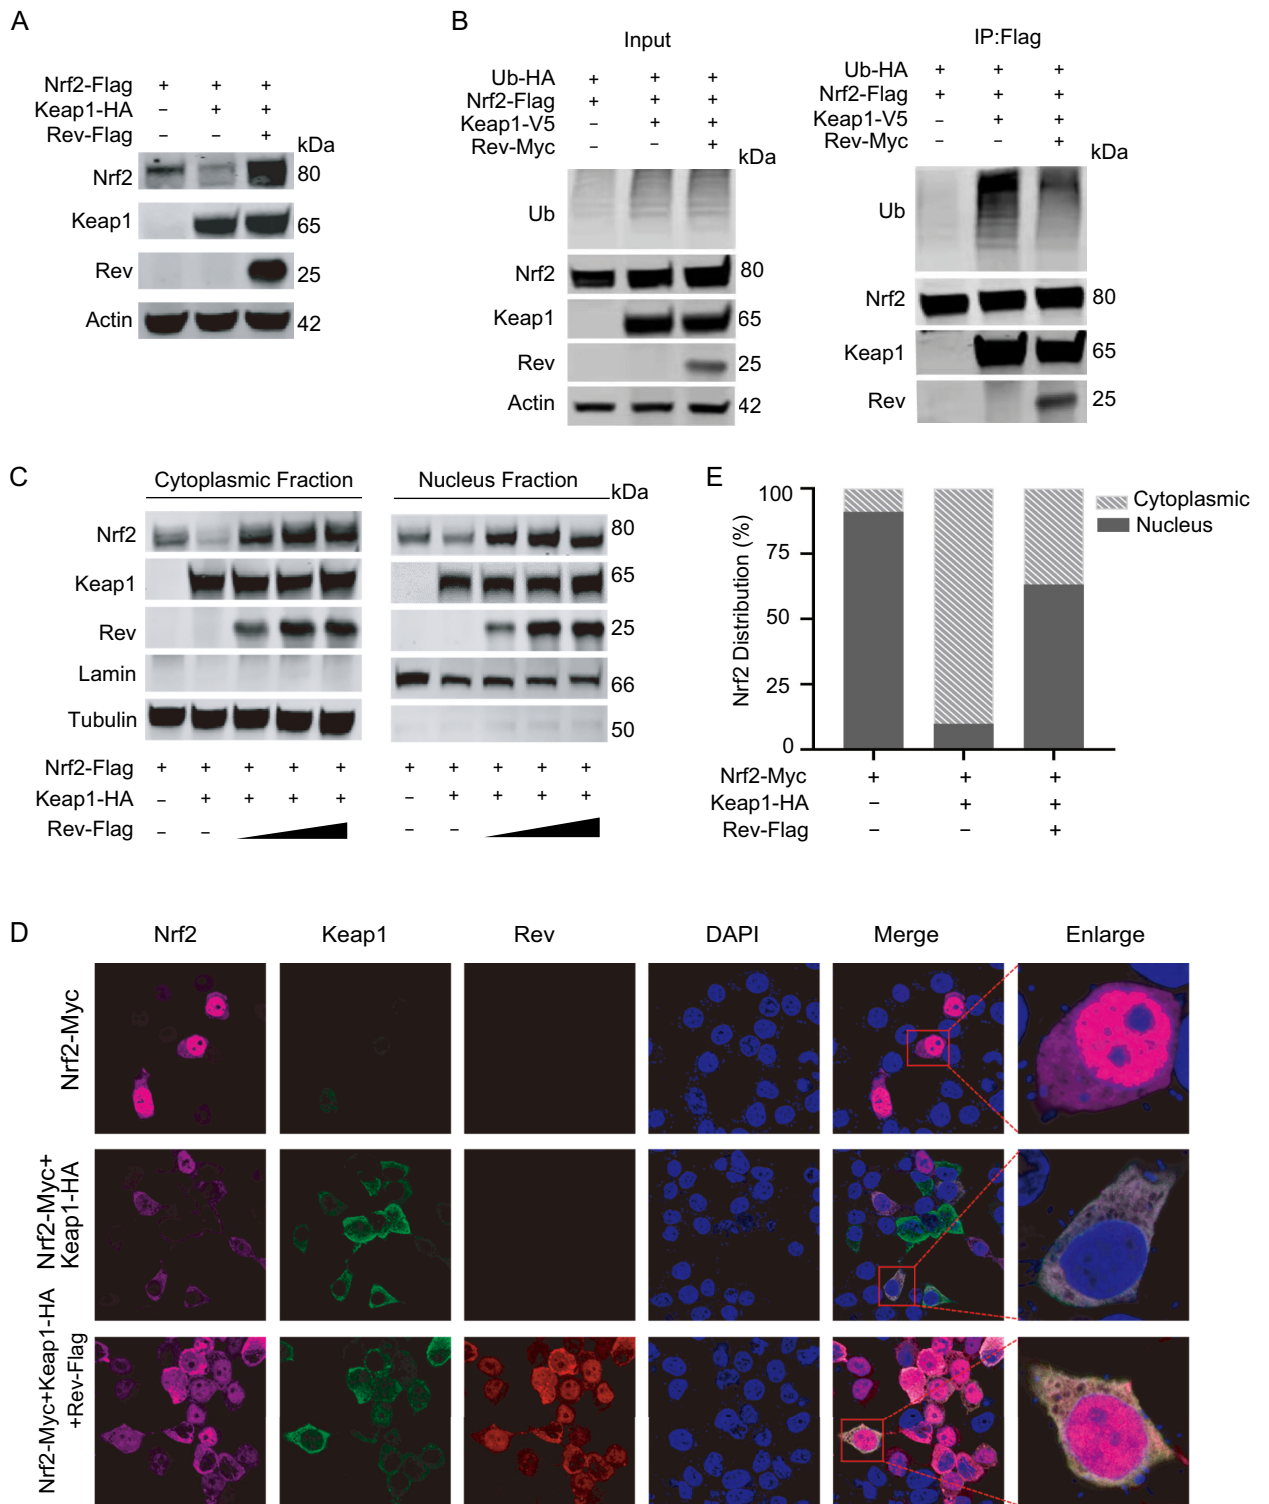 A
Nrf2-Flag + + +
Keap1-HA – + +
Rev-Flag – – +
kDa
Nrf2 80
Keap1 65
Rev 25
Actin 42
B
Input
Ub-HA + + +
Nrf2-Flag + + +
Keap1-V5 – + +
Rev-Myc – – +
kDa
Ub
Nrf2 80
Keap1 65
Rev 25
Actin 42
IP:Flag
Ub-HA + + +
Nrf2-Flag + + +
Keap1-V5 – + +
Rev-Myc – – +
kDa
Ub
Nrf2 80
Keap1 65
Rev 25
C
Cytoplasmic Fraction Nucleus Fraction
kDa
Nrf2 80
Keap1 65
Rev 25
Lamin 66
Tubulin 50
Nrf2-Flag + + + + + + + + + +
Keap1-HA – + + + + – + + + +
Rev-Flag – – – –
E
Nrf2 Distribution (%)
100
75
50
25
0
Cytoplasmic
Nucleus
Nrf2-Myc + + +
Keap1-HA – + +
Rev-Flag – – +
D
Nrf2 Keap1 Rev DAPI Merge Enlarge
Nrf2-Myc
Nrf2-Myc+
Keap1-HA
Nrf2-Myc+Keap1-HA
+Rev-Flag